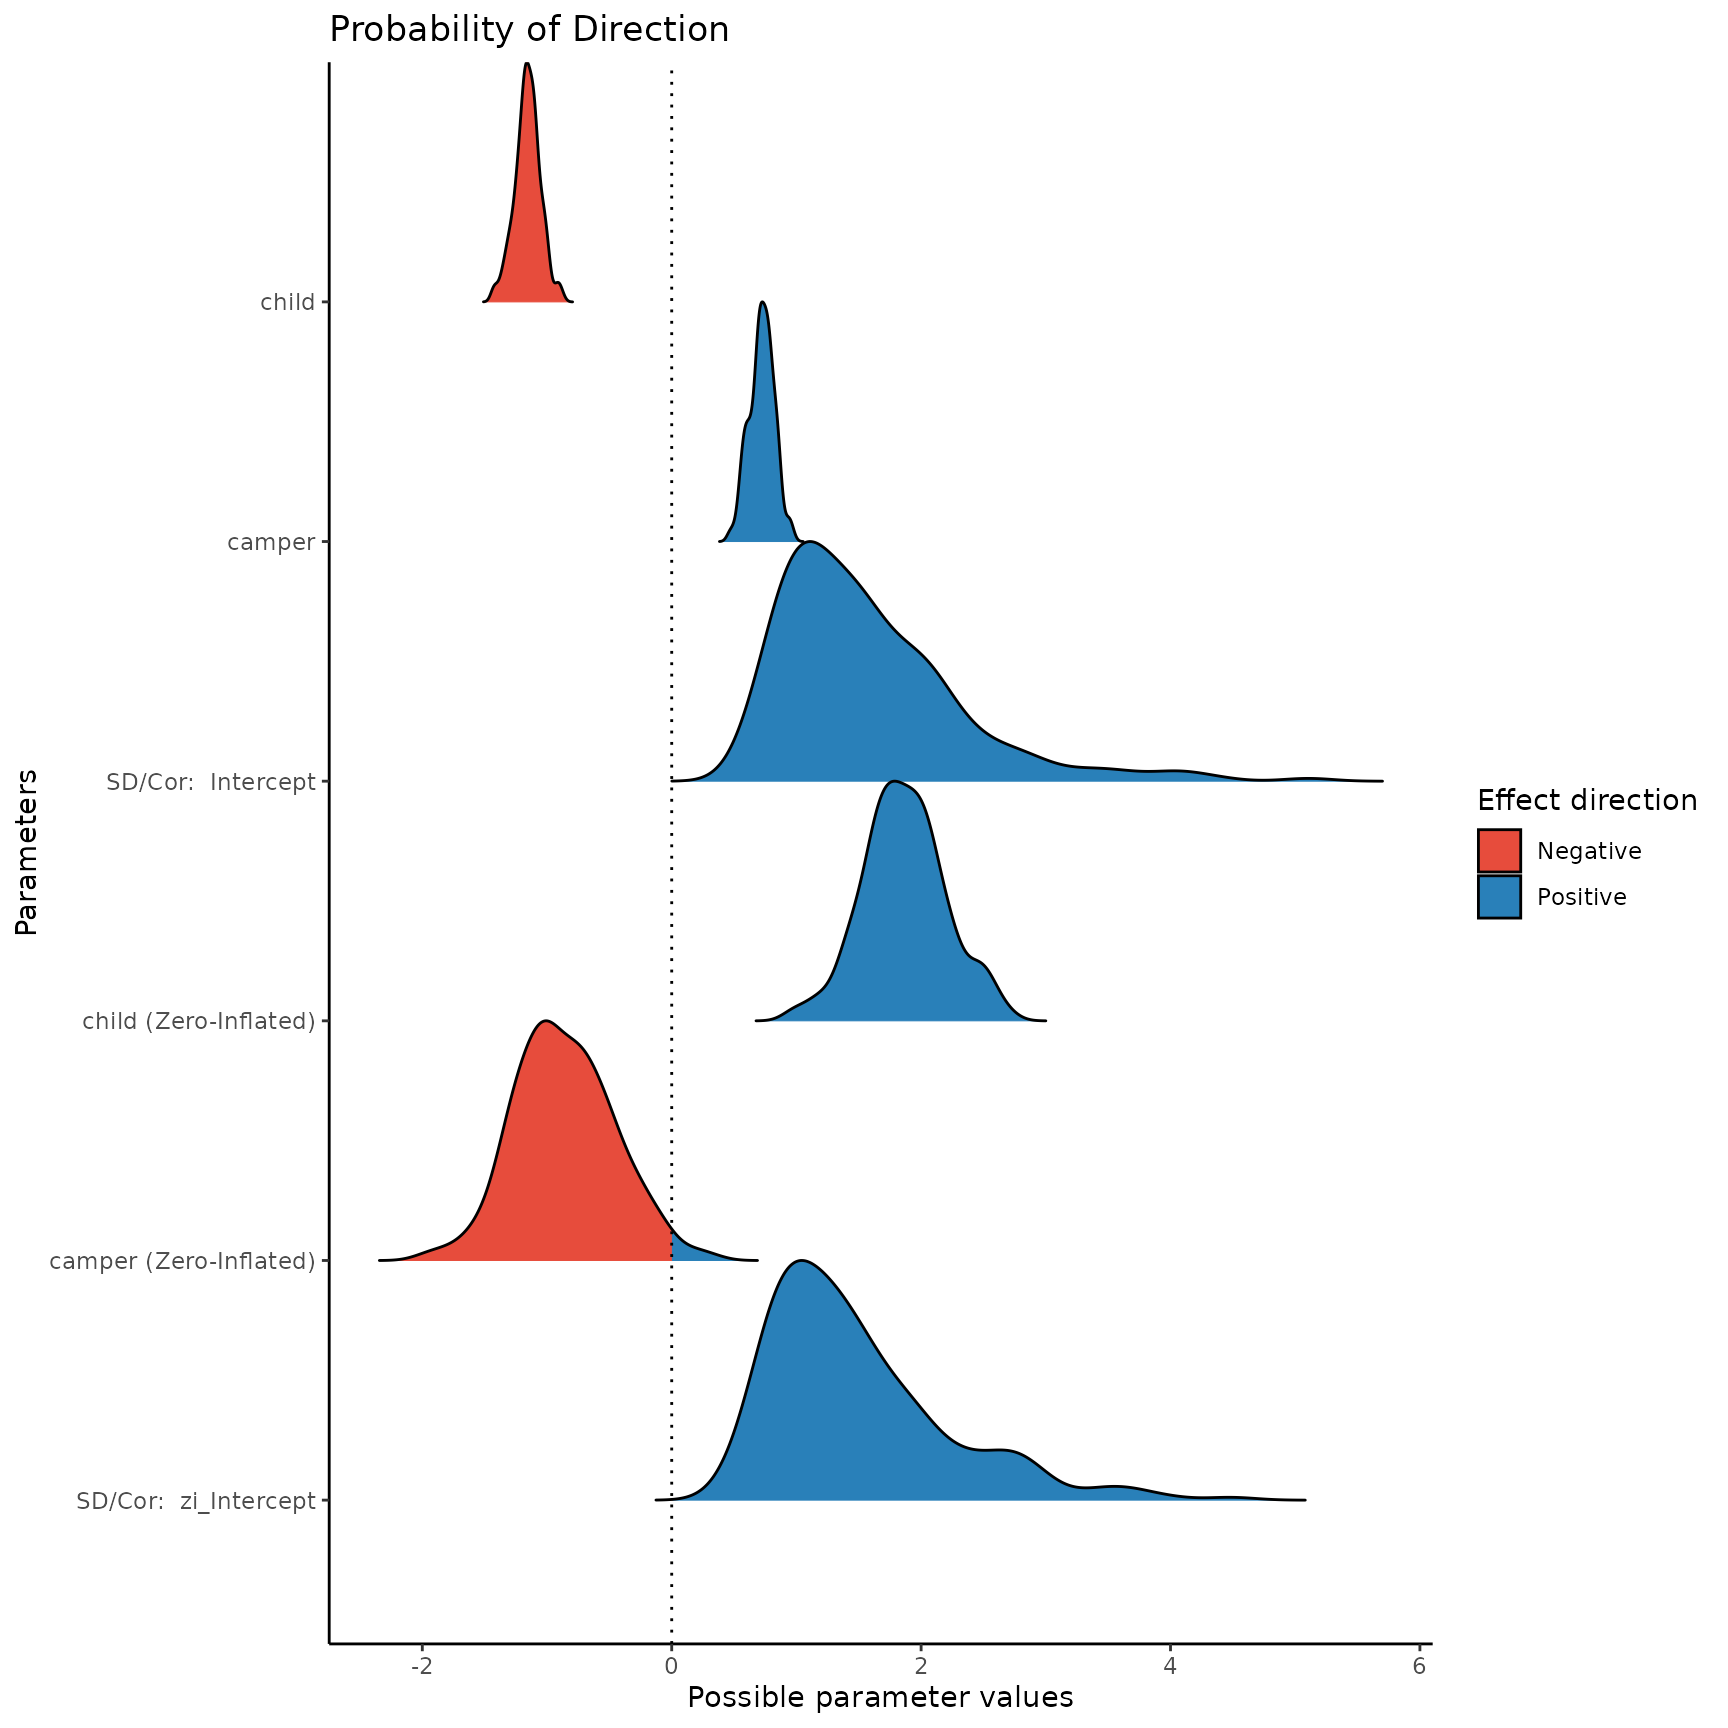 Probability of Direction
child
camper
SD/Cor:  Intercept
child (Zero-Inflated)
camper (Zero-Inflated)
SD/Cor:  zi_Intercept
Parameters
-2 0 2 4 6
Possible parameter values
Effect direction
Negative
Positive